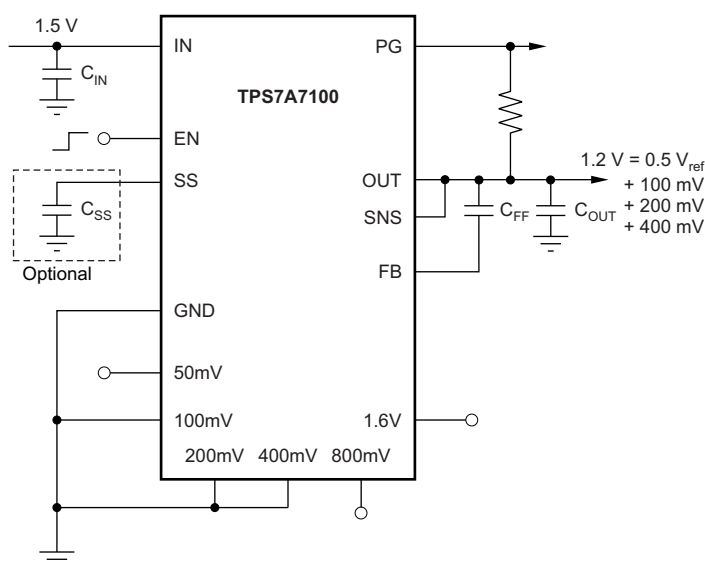 1.5 V
IN
PG
C_IN
TPS7A7100
EN
SS
OUT
1.2 V = 0.5 V_ref
+ 100 mV
+ 200 mV
+ 400 mV
C_SS
SNS
C_FF
C_OUT
Optional
FB
GND
50mV
100mV
1.6V
200mV 400mV 800mV